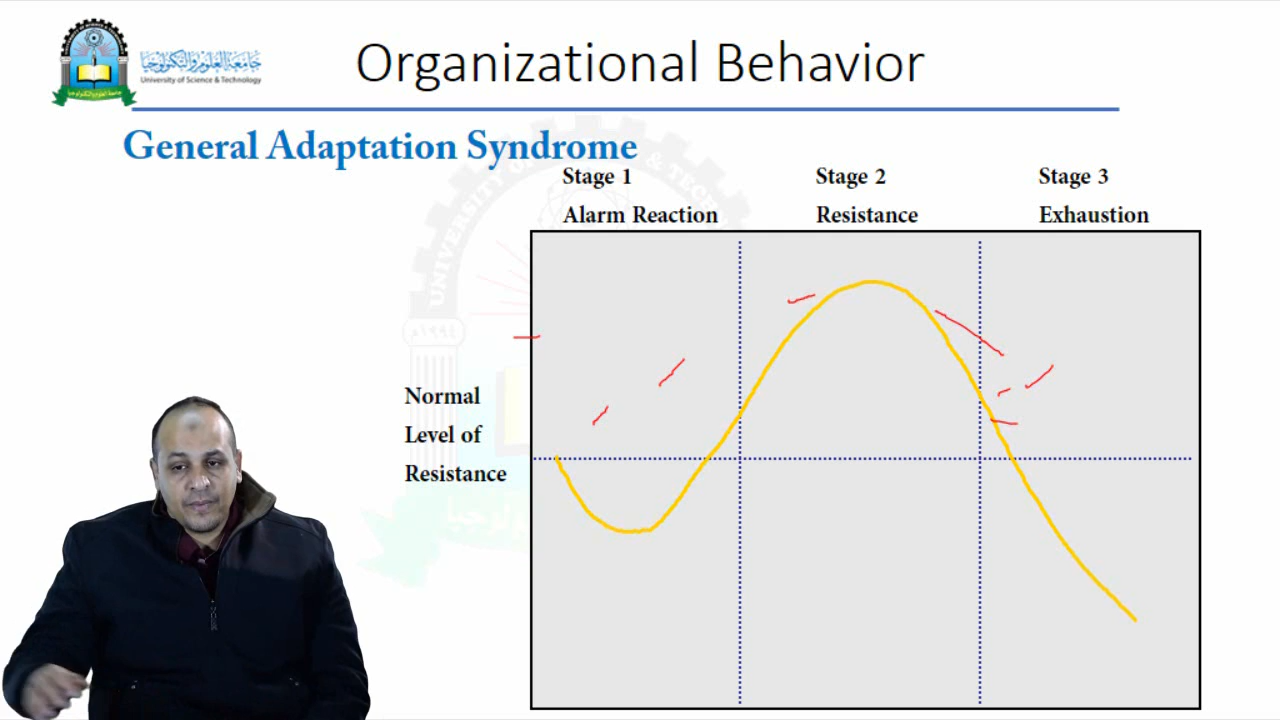 جامعة العلوم والتكنولوجيا
University of Science & Technology
Organizational Behavior
General Adaptation Syndrome
Stage 1
Alarm Reaction
Stage 2
Resistance
Stage 3
Exhaustion
Normal
Level of
Resistance